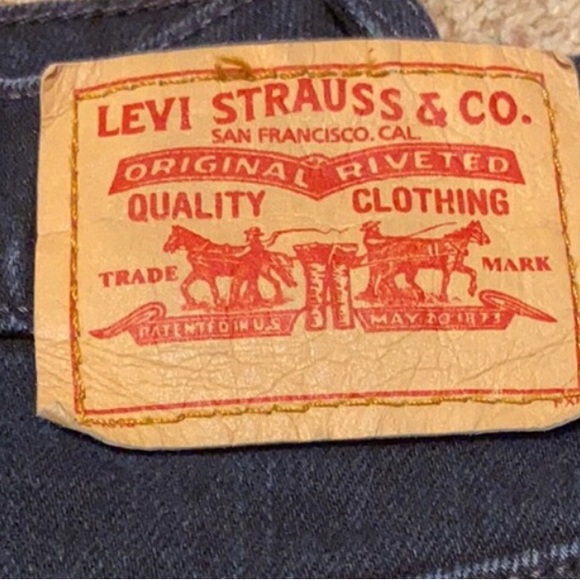 LEVI STRAUSS & CO.
SAN FRANCISCO. CAL.
ORIGINAL RIVETED
QUALITY CLOTHING
TRADE MARK
PATENTED IN U.S. MAY 20 1873